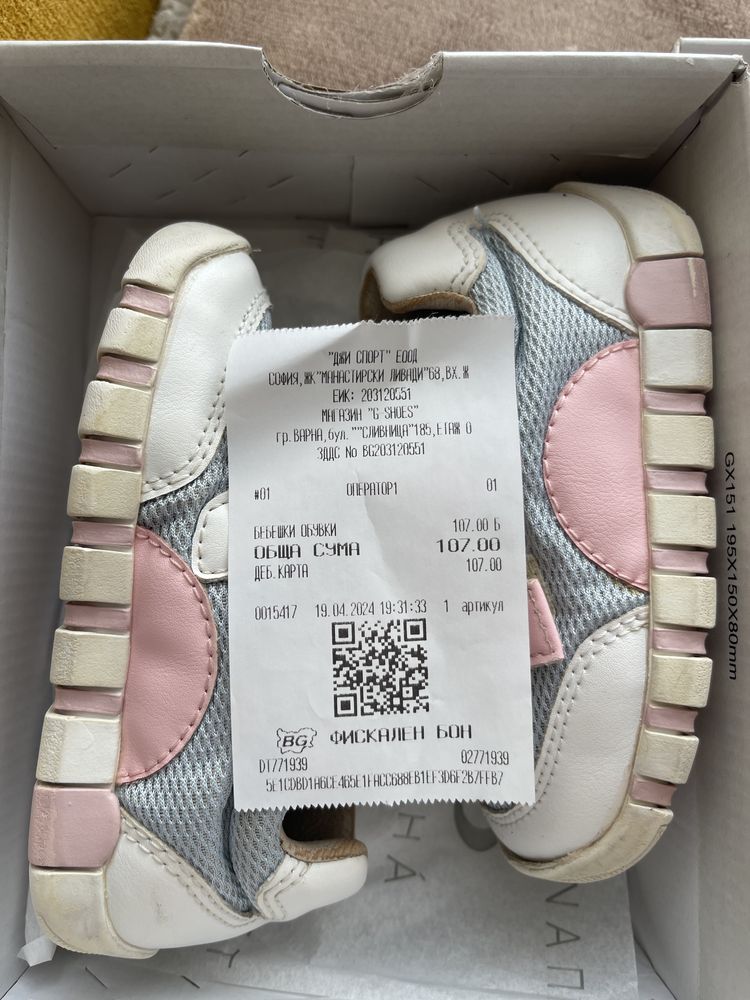 "ДЖИ СПОРТ" ЕООД
СОФИЯ,ЖК"МАНАСТИРСКИ ЛИВАДИ"68,ВХ.Ж
ЕИК: 203120551
МАГАЗИН "G SHOES"
гр.ВАРНА,бул. ""СЛИВНИЦА"185,ЕТАЖ 0
ЗДДС No BG203120551
#01 ОПЕРАТОР1 01
БЕБЕШКИ ОБУВКИ 107.00 Б
ОБЩА СУМА 107.00
ДЕБ.КАРТА 107.00
0015417 19.04.2024 19:31:33 1 артикул
BG ФИСКАЛЕН БОН
DT771939 02771939
5E1CDBD1A6CE465E1FACC688EB1EF3D6F2B7FFB7
GX151 195X150X80mm